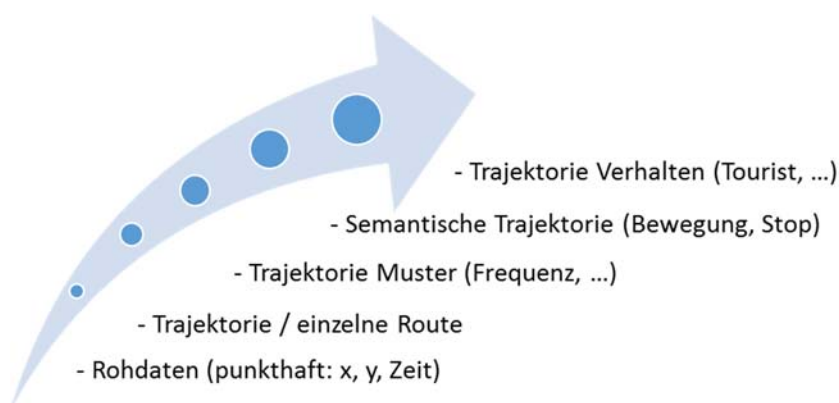 - Trajektorie Verhalten (Tourist, ...)
- Semantische Trajektorie (Bewegung, Stop)
- Trajektorie Muster (Frequenz, ...)
- Trajektorie / einzelne Route
- Rohdaten (punkthaft: x, y, Zeit)